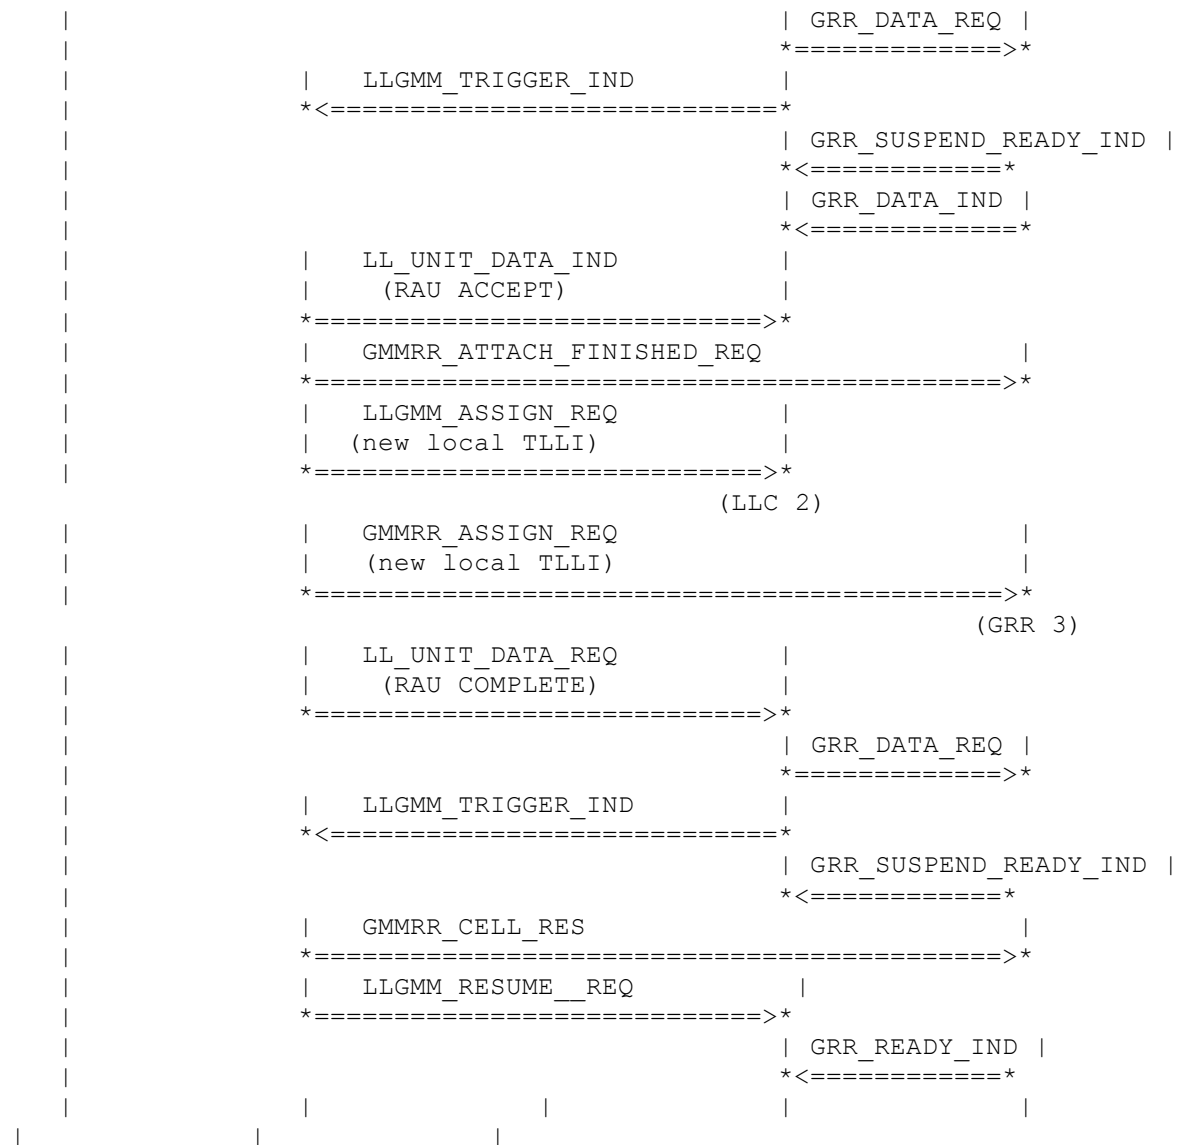 | | GRR_DATA_REQ |
| *=============>*
| | LLGMM_TRIGGER_IND |
| *<============================*
| | GRR_SUSPEND_READY_IND |
| *<============*
| | GRR_DATA_IND |
| *<=============*
| | LL_UNIT_DATA_IND |
| | (RAU ACCEPT) |
| *============================>*
| | GMMRR_ATTACH_FINISHED_REQ |
| *===========================================>*
| | LLGMM_ASSIGN_REQ |
| | (new local TLLI) |
| *============================>*
(LLC 2)
| | GMMRR_ASSIGN_REQ |
| | (new local TLLI) |
| *===========================================>*
(GRR 3)
| | LL_UNIT_DATA_REQ |
| | (RAU COMPLETE) |
| *============================>*
| | GRR_DATA_REQ |
| *=============>*
| | LLGMM_TRIGGER_IND |
| *<============================*
| | GRR_SUSPEND_READY_IND |
| *<============*
| | GMMRR_CELL_RES |
| *===========================================>*
| | LLGMM_RESUME__REQ |
| *============================>*
| | GRR_READY_IND |
| *<============*
| | | | |
| | |